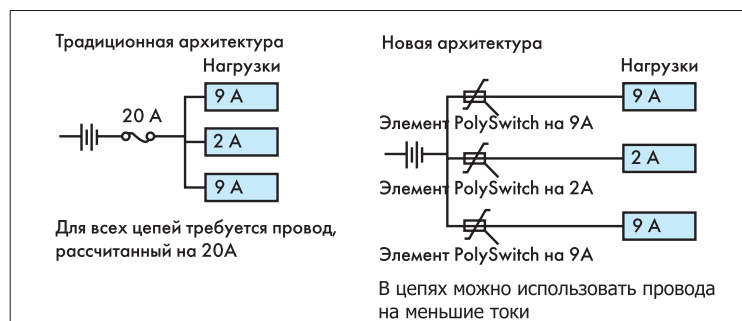 Традиционная архитектура
Нагрузки
20 А
9 А
2 А
9 А
Для всех цепей требуется провод,
рассчитанный на 20А
Новая архитектура
Нагрузки
9 А
Элемент PolySwitch на 9А
2 А
Элемент PolySwitch на 2А
9 А
Элемент PolySwitch на 9А
В цепях можно использовать провода
на меньшие токи